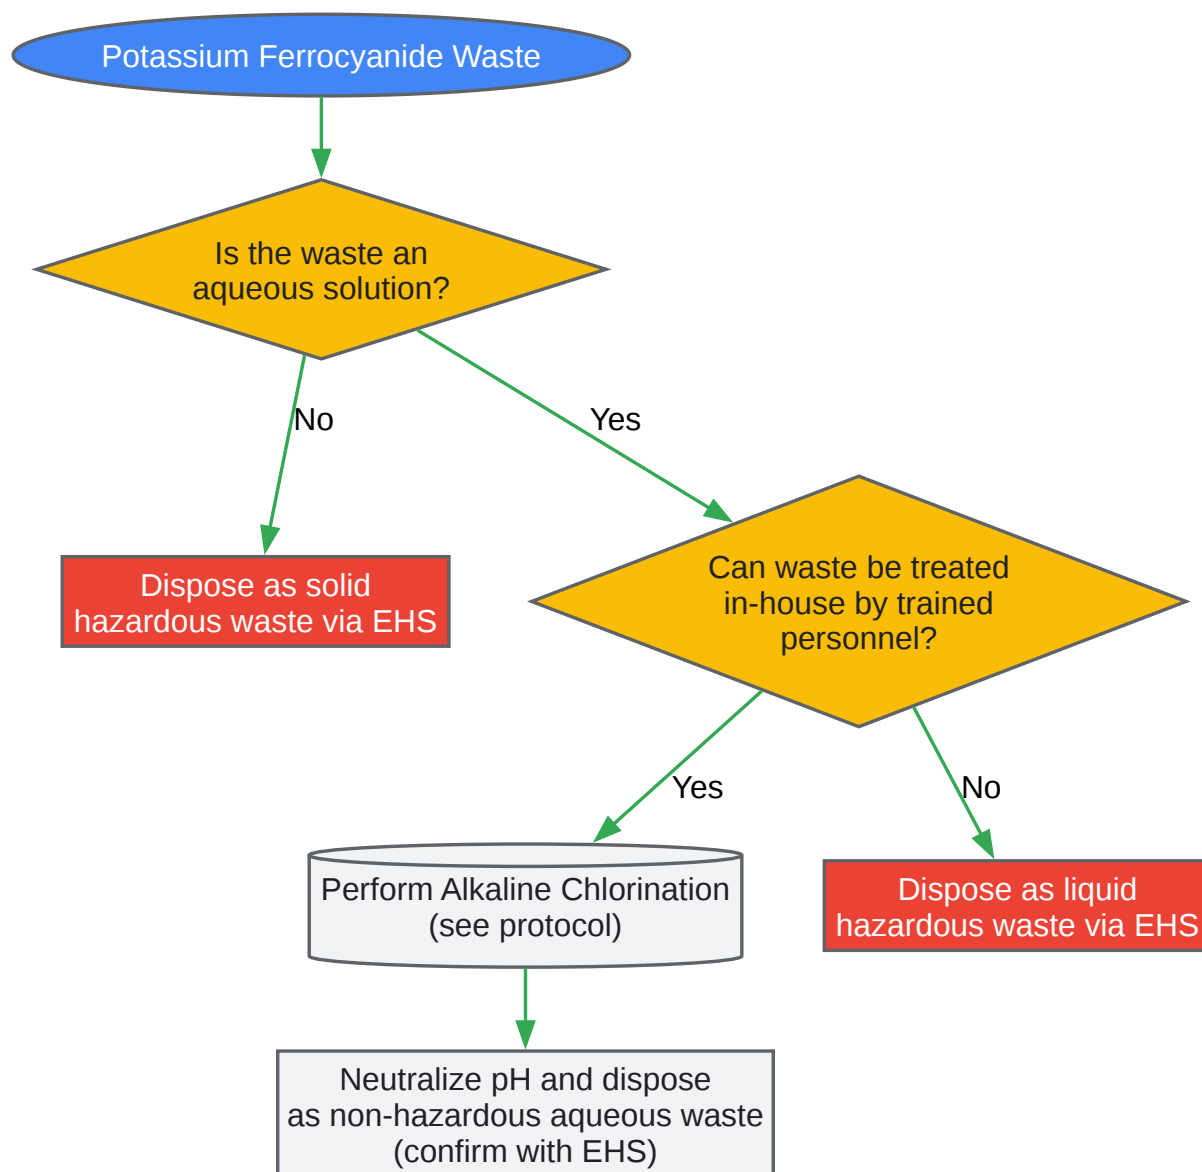 Potassium Ferrocyanide Waste
Is the waste an
aqueous solution?
No
Yes
Dispose as solid
hazardous waste via EHS
Can waste be treated
in-house by trained
personnel?
Yes
No
Perform Alkaline Chlorination
(see protocol)
Dispose as liquid
hazardous waste via EHS
Neutralize pH and dispose
as non-hazardous aqueous waste
(confirm with EHS)